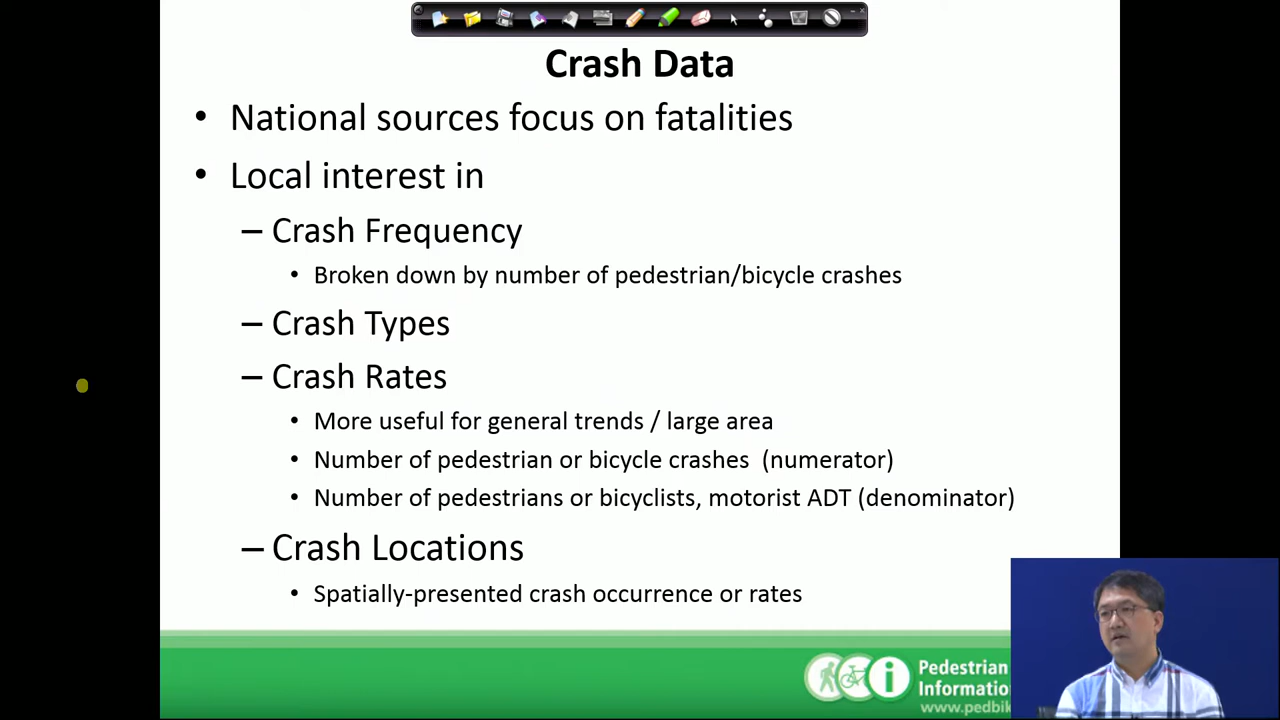 Crash Data
• National sources focus on fatalities
• Local interest in
– Crash Frequency
• Broken down by number of pedestrian/bicycle crashes
– Crash Types
– Crash Rates
• More useful for general trends / large area
• Number of pedestrian or bicycle crashes (numerator)
• Number of pedestrians or bicyclists, motorist ADT (denominator)
– Crash Locations
• Spatially-presented crash occurrence or rates
i
Pedestrian
Informatio
www.pedbik